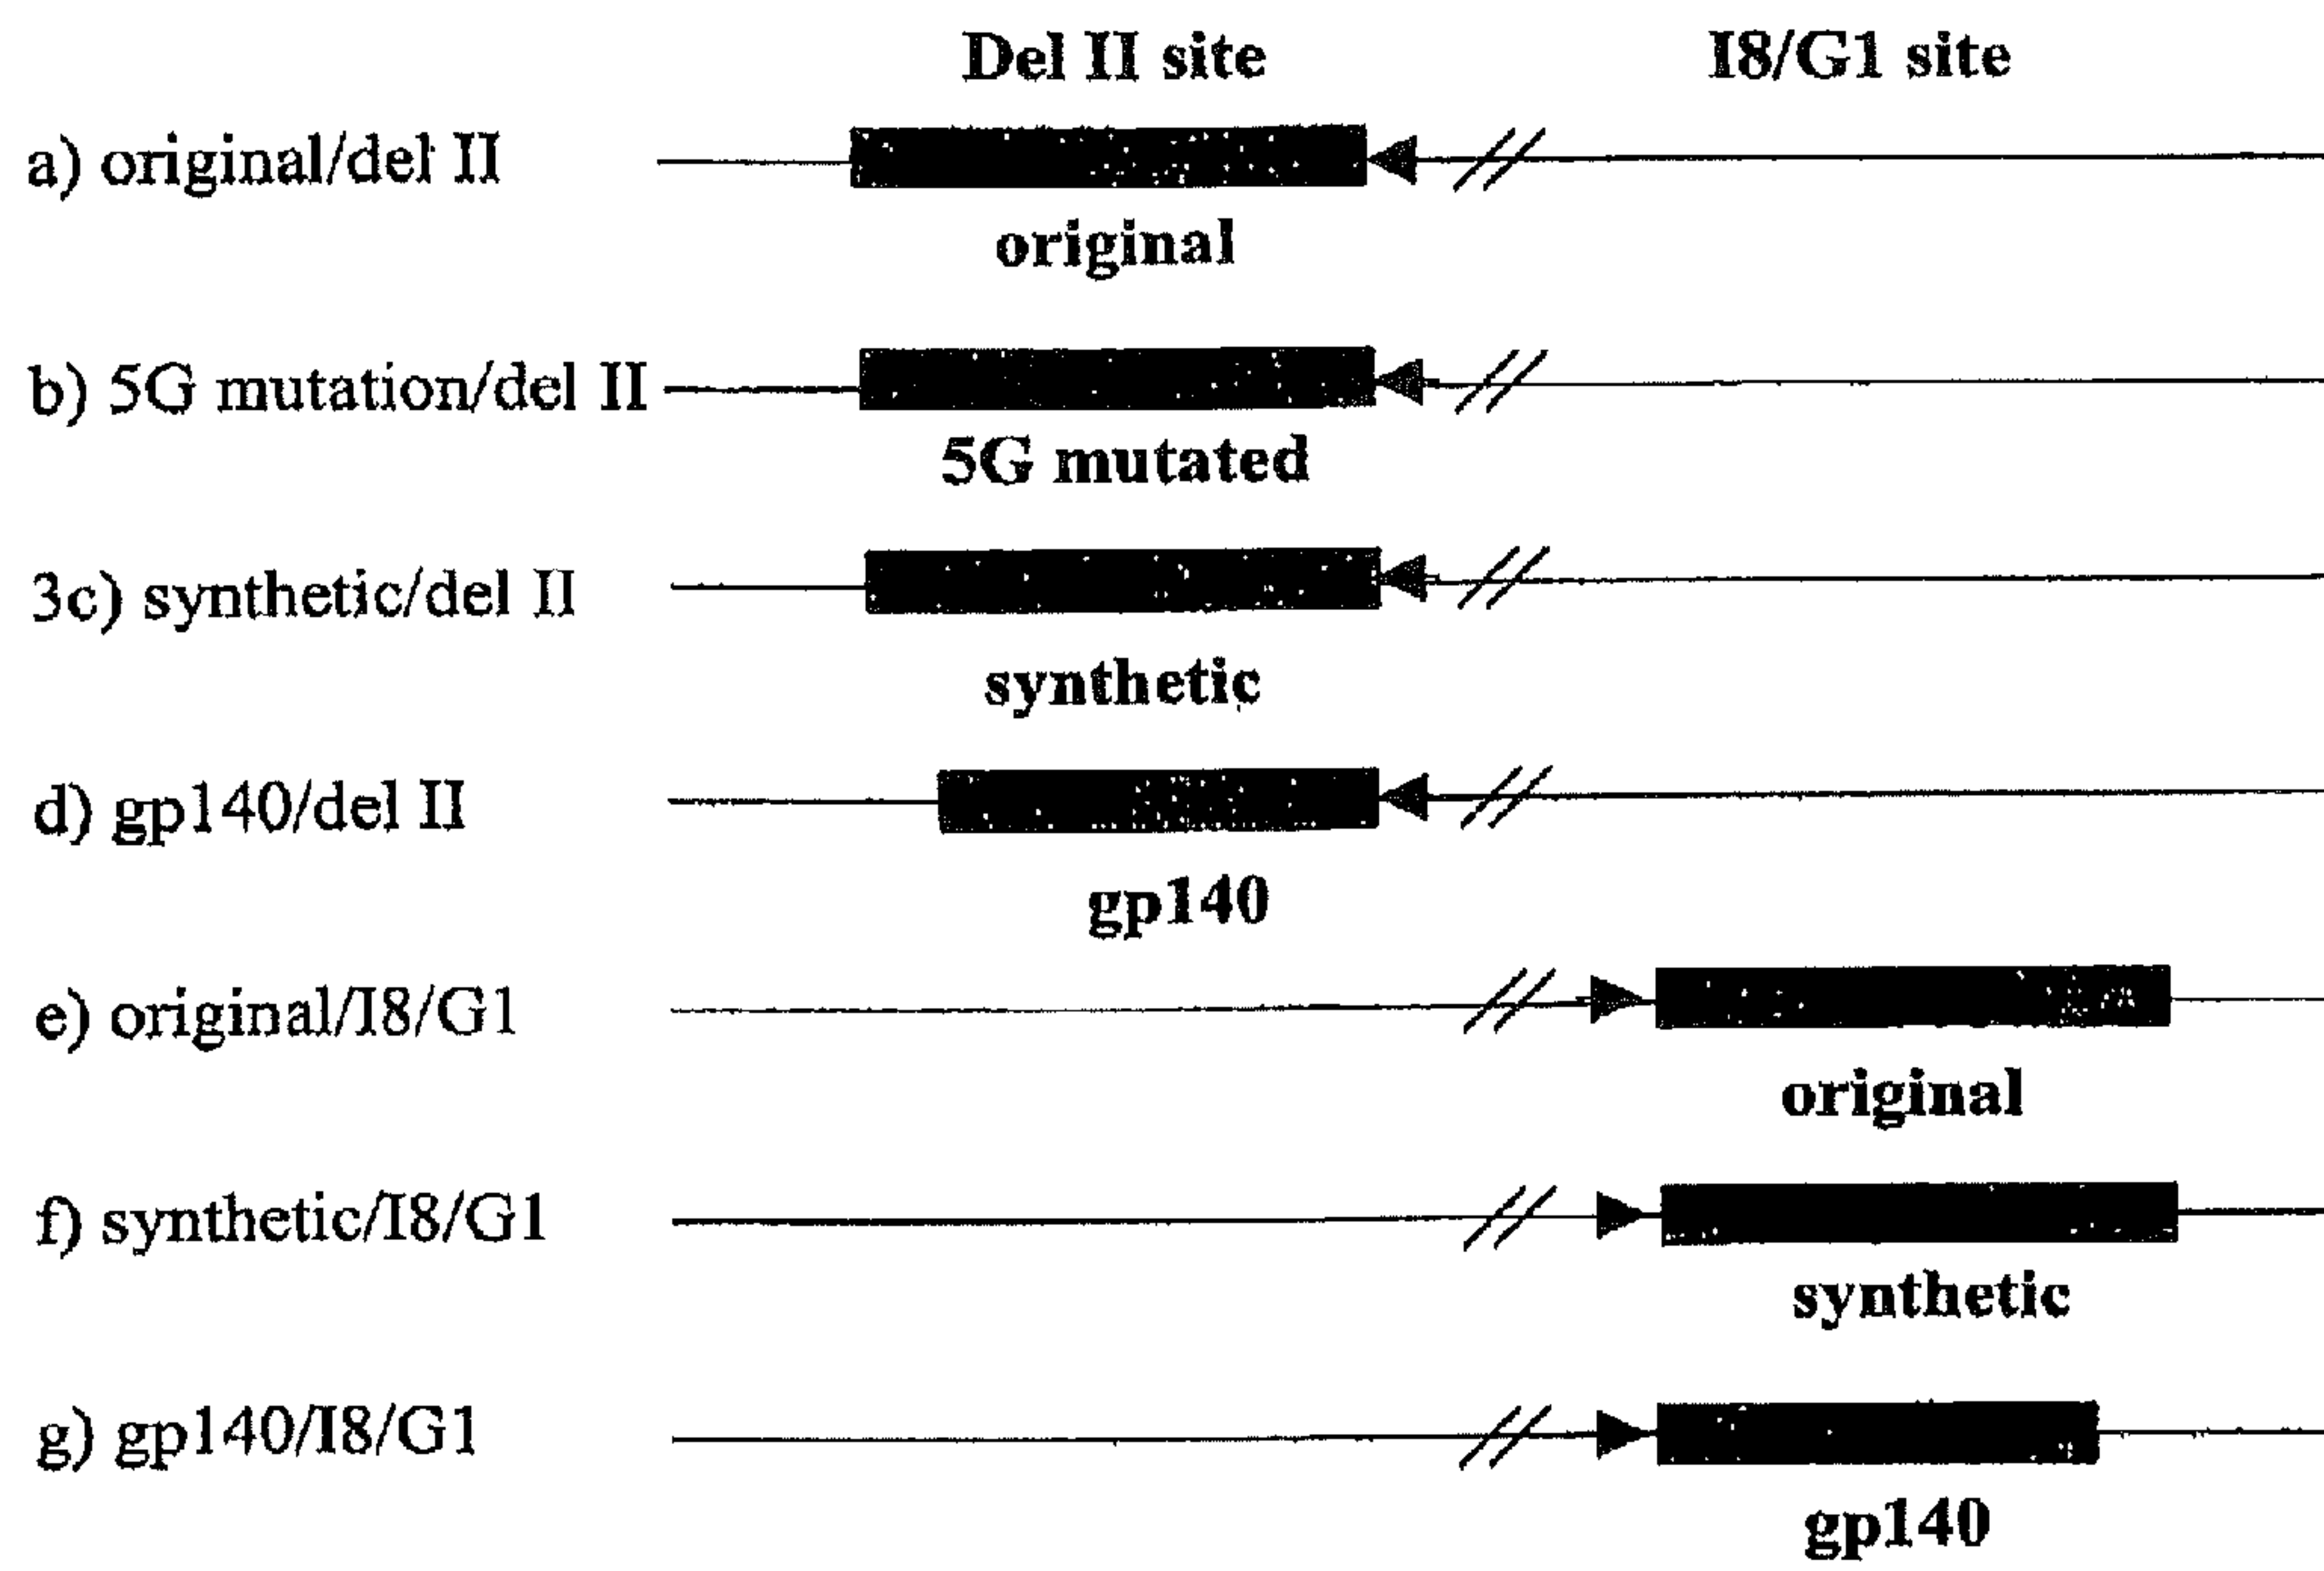 Del II site I8/G1 site
a) original/del II
original
b) 5G mutation/del II
5G mutated
3c) synthetic/del II
synthetic
d) gp140/del II
gp140
e) original/I8/G1
original
f) synthetic/I8/G1
synthetic
g) gp140/I8/G1
gp140